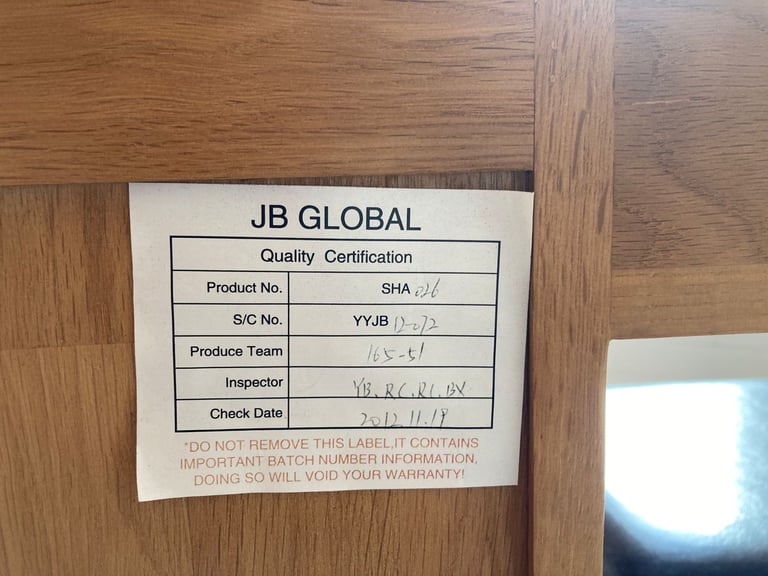 JB GLOBAL
Quality Certification
Product No. SHA 026
S/C No. YYJB 12-072
Produce Team 165-51
Inspector YB. RC. RC. BX
Check Date 2012.11.19
*DO NOT REMOVE THIS LABEL,IT CONTAINS
IMPORTANT BATCH NUMBER INFORMATION,
DOING SO WILL VOID YOUR WARRANTY!